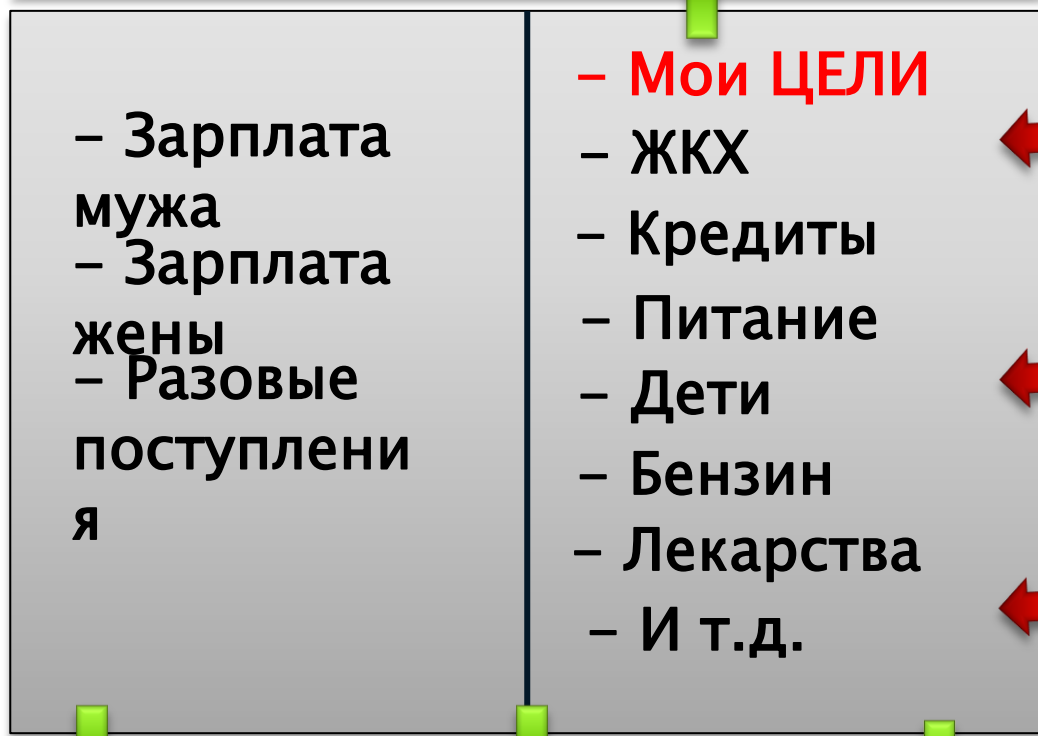 - Зарплата
мужа
- Зарплата
жены
- Разовые
поступлени
я
- Мои ЦЕЛИ
- ЖКХ
- Кредиты
- Питание
- Дети
- Бензин
- Лекарства
- И т.д.